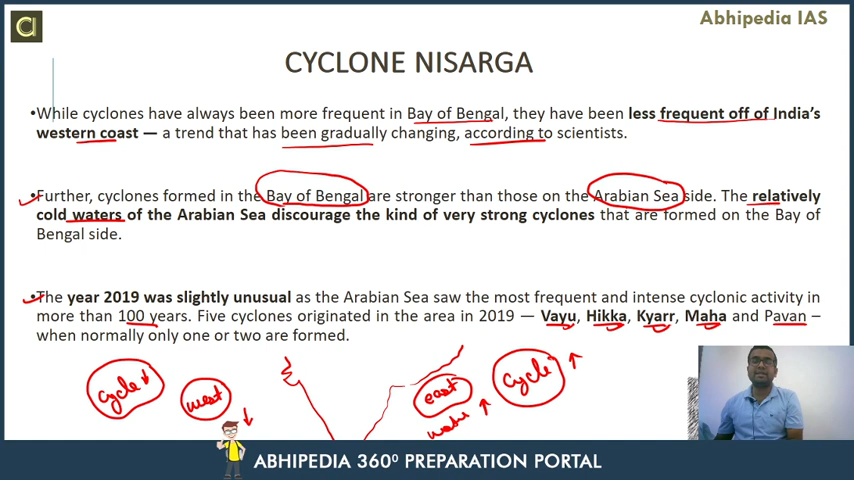 Abhipedia IAS
CYCLONE NISARGA
•While cyclones have always been more frequent in Bay of Bengal, they have been less frequent off of India's
western coast — a trend that has been gradually changing, according to scientists.
•Further, cyclones formed in the Bay of Bengal are stronger than those on the Arabian Sea side. The relatively
cold waters of the Arabian Sea discourage the kind of very strong cyclones that are formed on the Bay of
Bengal side.
•The year 2019 was slightly unusual as the Arabian Sea saw the most frequent and intense cyclonic activity in
more than 100 years. Five cyclones originated in the area in 2019 — Vayu, Hikka, Kyarr, Maha and Pavan –
when normally only one or two are formed.
cycle west east cycle
ABHIPEDIA 360⁰ PREPARATION PORTAL